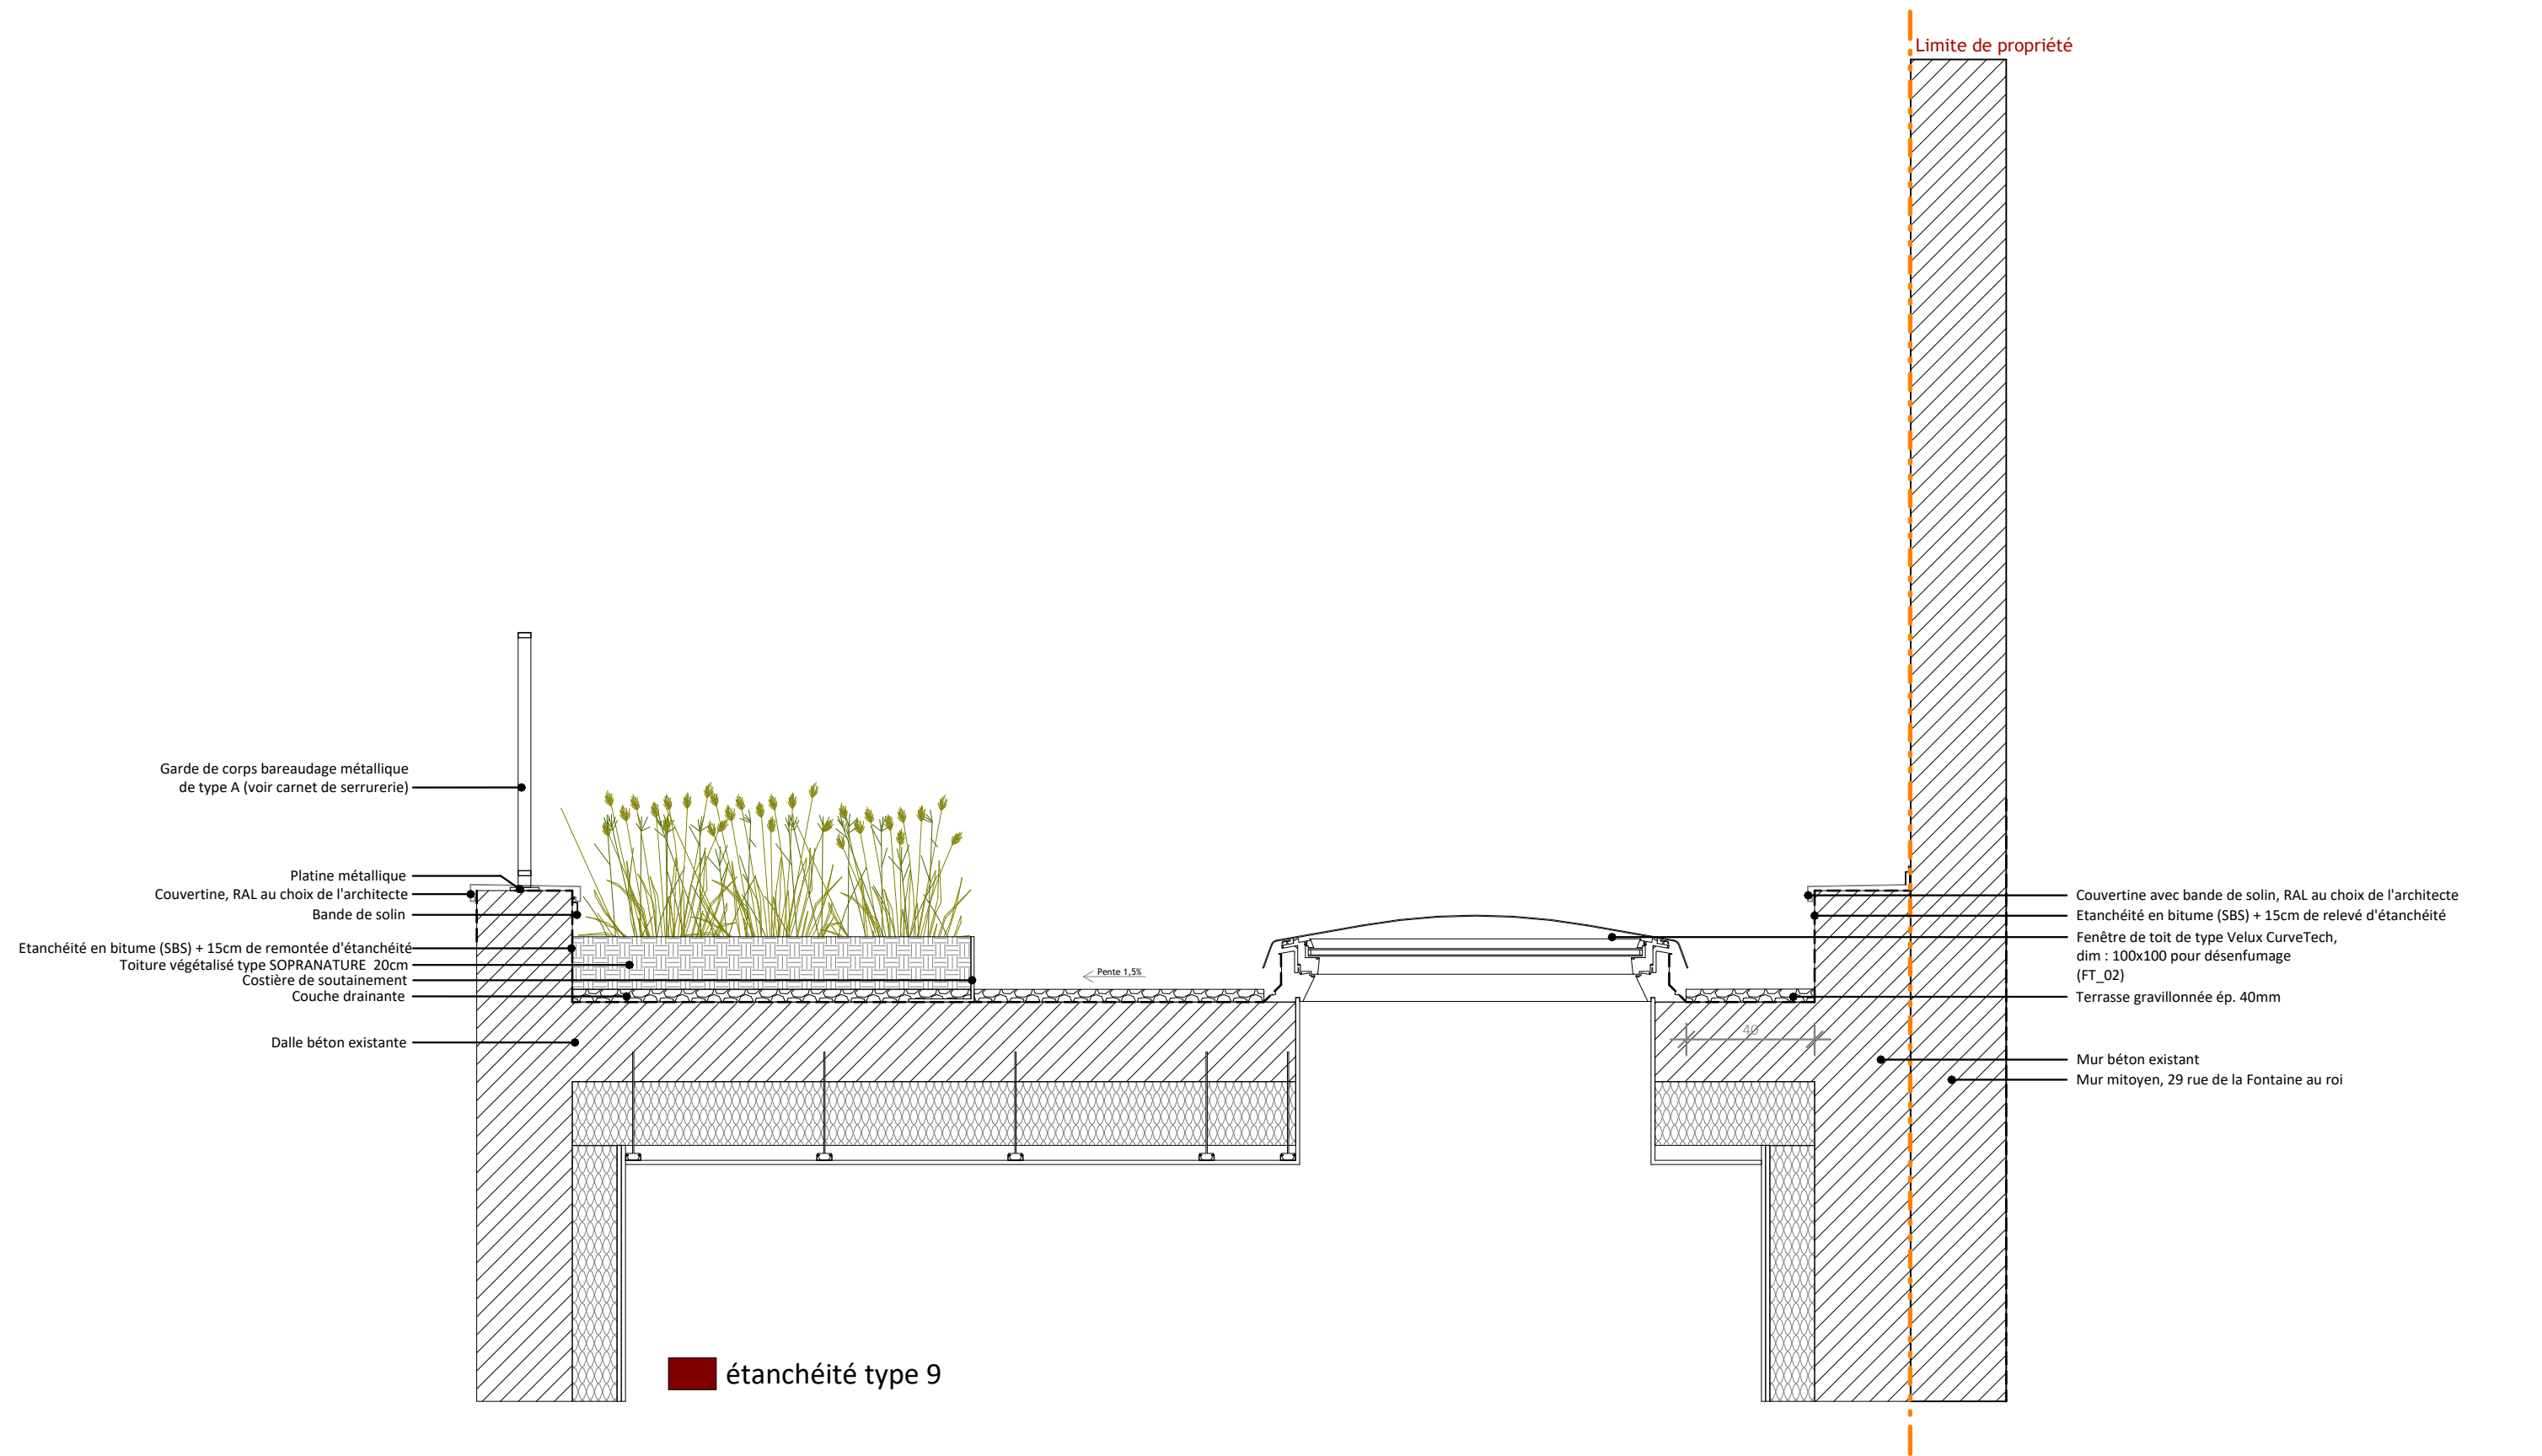 Limite de propriété
Garde de corps bareaudage métallique
de type A (voir carnet de serrurerie)
Platine métallique
Couvertine, RAL au choix de l'architecte
Bande de solin
Etanchéité en bitume (SBS) + 15cm de remontée d'étanchéité
Toiture végétalisé type SOPRANATURE 20cm
Costière de soutainement
Couche drainante
Dalle béton existante
Pente 1,5%
40
Couvertine avec bande de solin, RAL au choix de l'architecte
Etanchéité en bitume (SBS) + 15cm de relevé d'étanchéité
Fenêtre de toit de type Velux CurveTech,
dim : 100x100 pour désenfumage
(FT_02)
Terrasse gravillonnée ép. 40mm
Mur béton existant
Mur mitoyen, 29 rue de la Fontaine au roi
étanchéité type 9